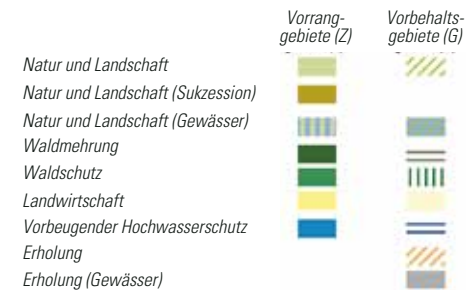 Vorrang- Vorbehalts-
gebiete (Z) gebiete (G)
Natur und Landschaft
Natur und Landschaft (Sukzession)
Natur und Landschaft (Gewässer)
Waldmehrung
Waldschutz
Landwirtschaft
Vorbeugender Hochwasserschutz
Erholung
Erholung (Gewässer)